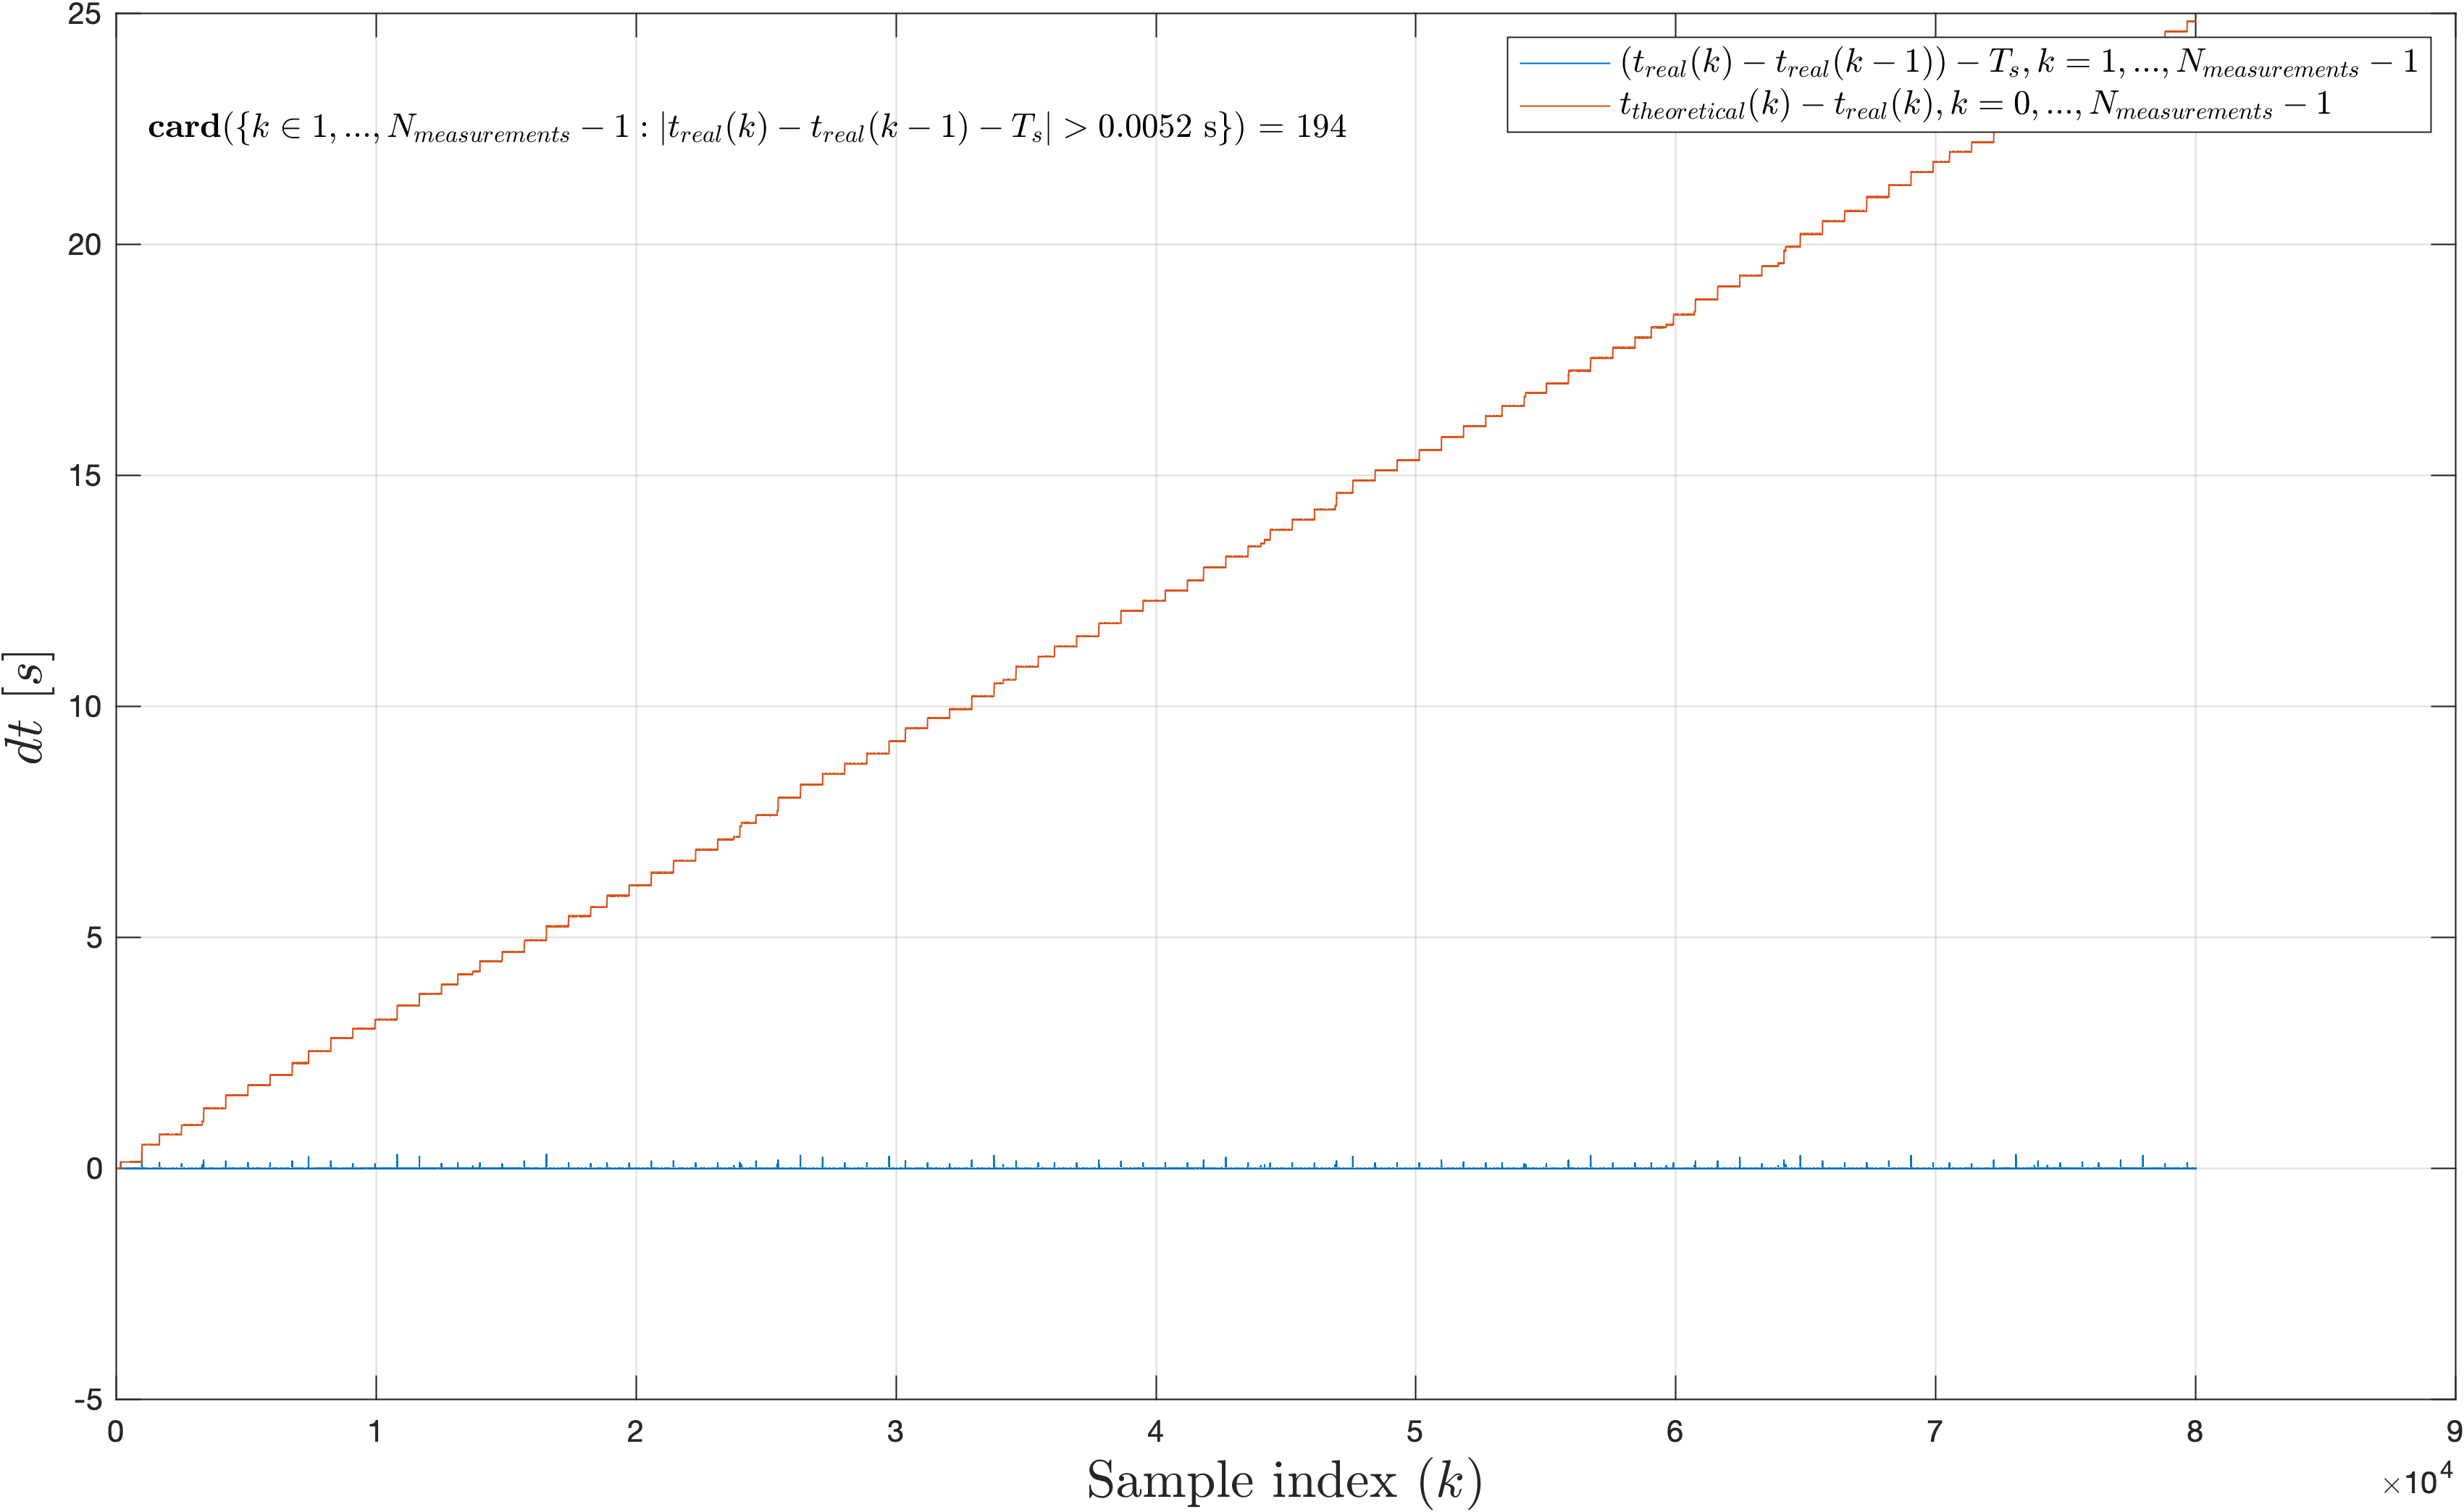 25
(t_real(k) − t_real(k − 1)) − T_s, k = 1, ..., N_measurements − 1
t_theoretical(k) − t_real(k), k = 0, ..., N_measurements − 1
card({k ∈ 1, ..., N_measurements − 1 : |t_real(k) − t_real(k − 1) − T_s| > 0.0052 s}) = 194
20
15
10
5
0
-5
dt [s]
0 1 2 3 4 5 6 7 8 9
Sample index (k)
×10^4